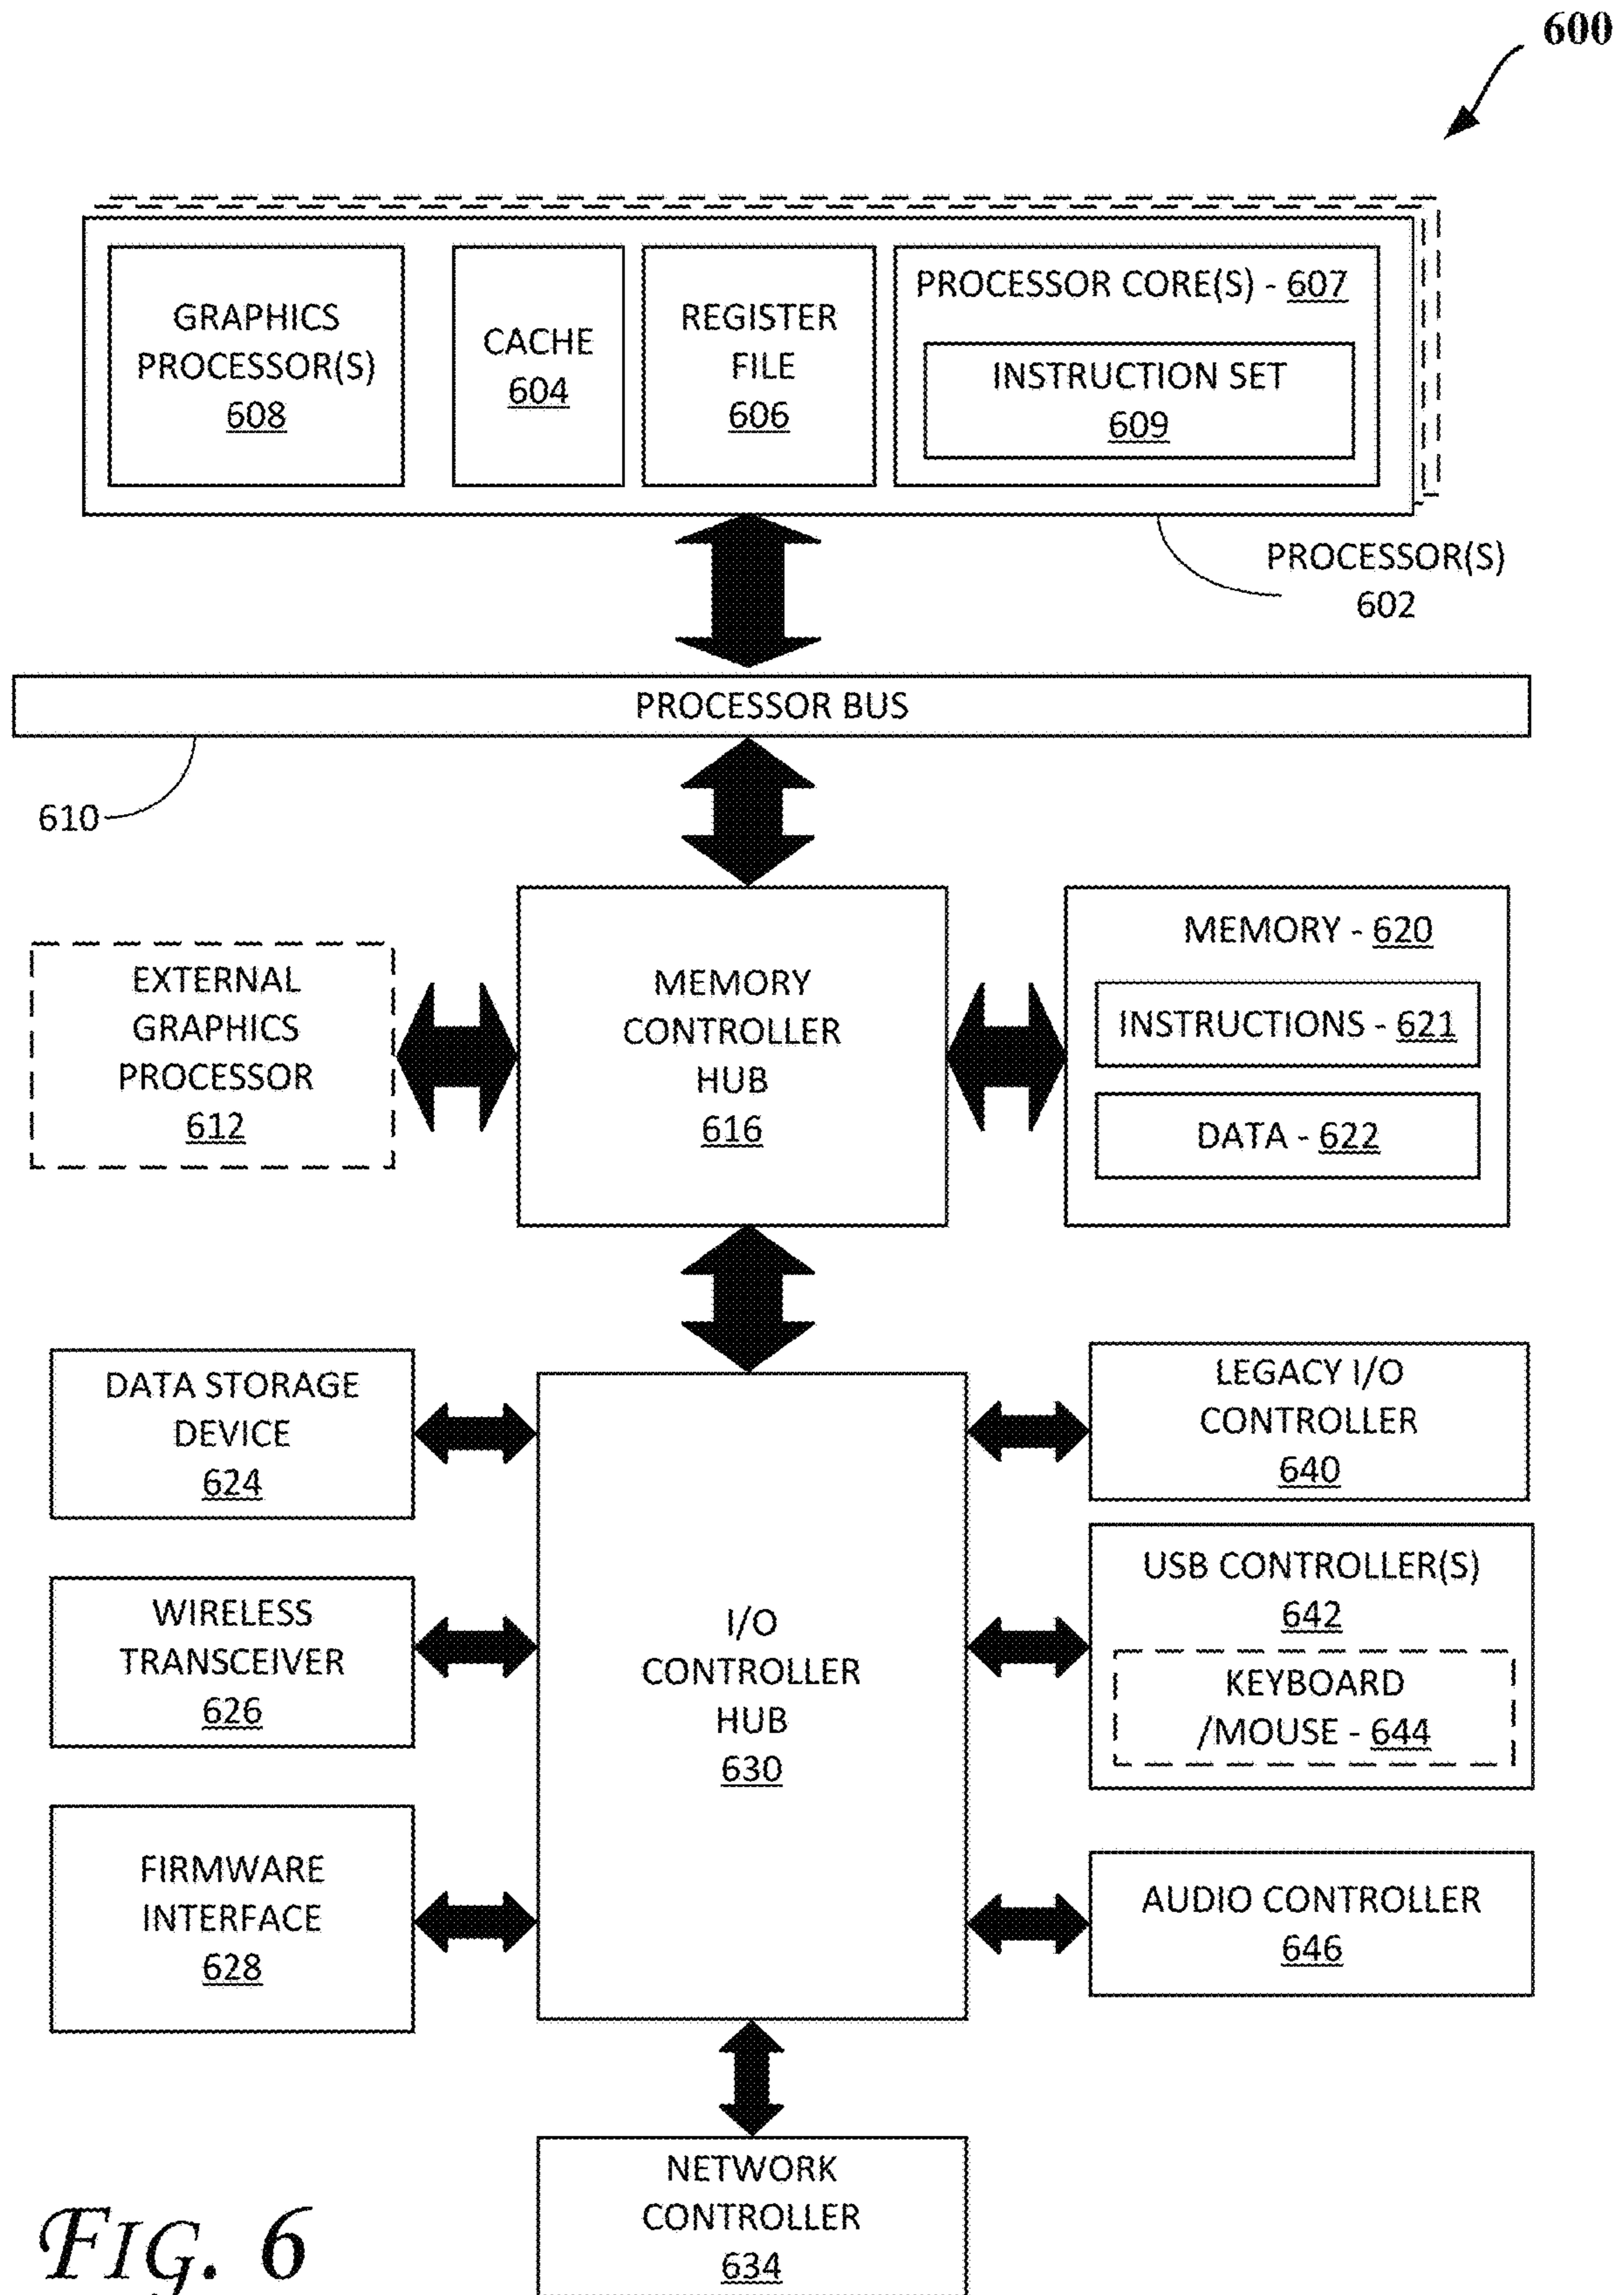 600
GRAPHICS
PROCESSOR(S)
608
CACHE
604
REGISTER
FILE
606
PROCESSOR CORE(S) - 607
INSTRUCTION SET
609
PROCESSOR(S)
602
PROCESSOR BUS
610
EXTERNAL
GRAPHICS
PROCESSOR
612
MEMORY
CONTROLLER
HUB
616
MEMORY - 620
INSTRUCTIONS - 621
DATA - 622
DATA STORAGE
DEVICE
624
WIRELESS
TRANSCEIVER
626
FIRMWARE
INTERFACE
628
I/O
CONTROLLER
HUB
630
LEGACY I/O
CONTROLLER
640
USB CONTROLLER(S)
642
KEYBOARD
/MOUSE - 644
AUDIO CONTROLLER
646
NETWORK
CONTROLLER
634
FIG. 6